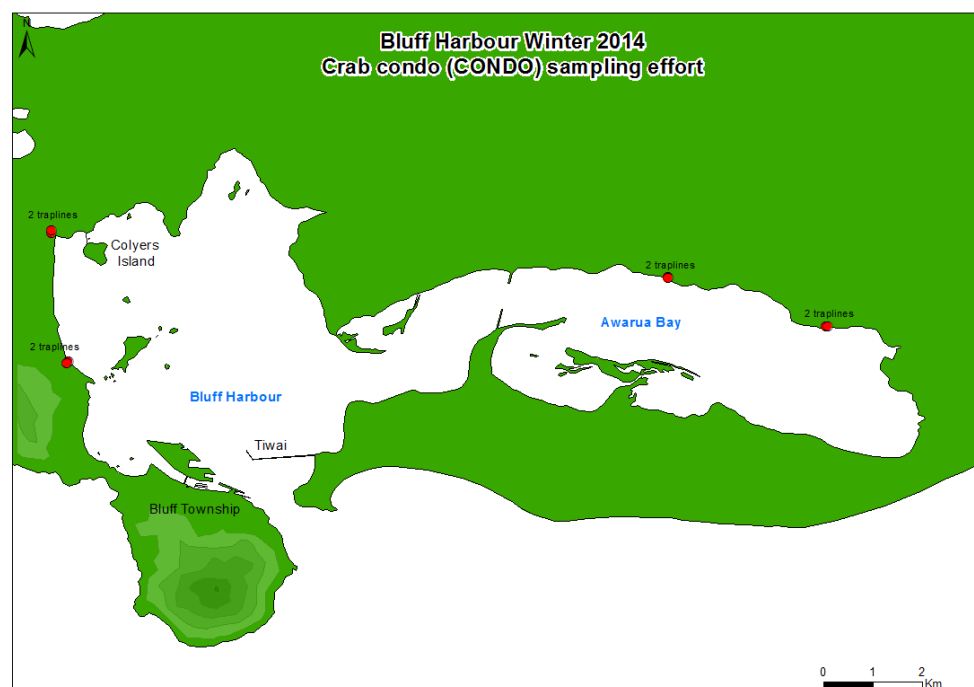 N
Bluff Harbour Winter 2014
Crab condo (CONDO) sampling effort
2 traplines
Colyers
Island
2 traplines
2 traplines
Awarua Bay
2 traplines
Bluff Harbour
Tiwai
Bluff Township
0 1 2
Km